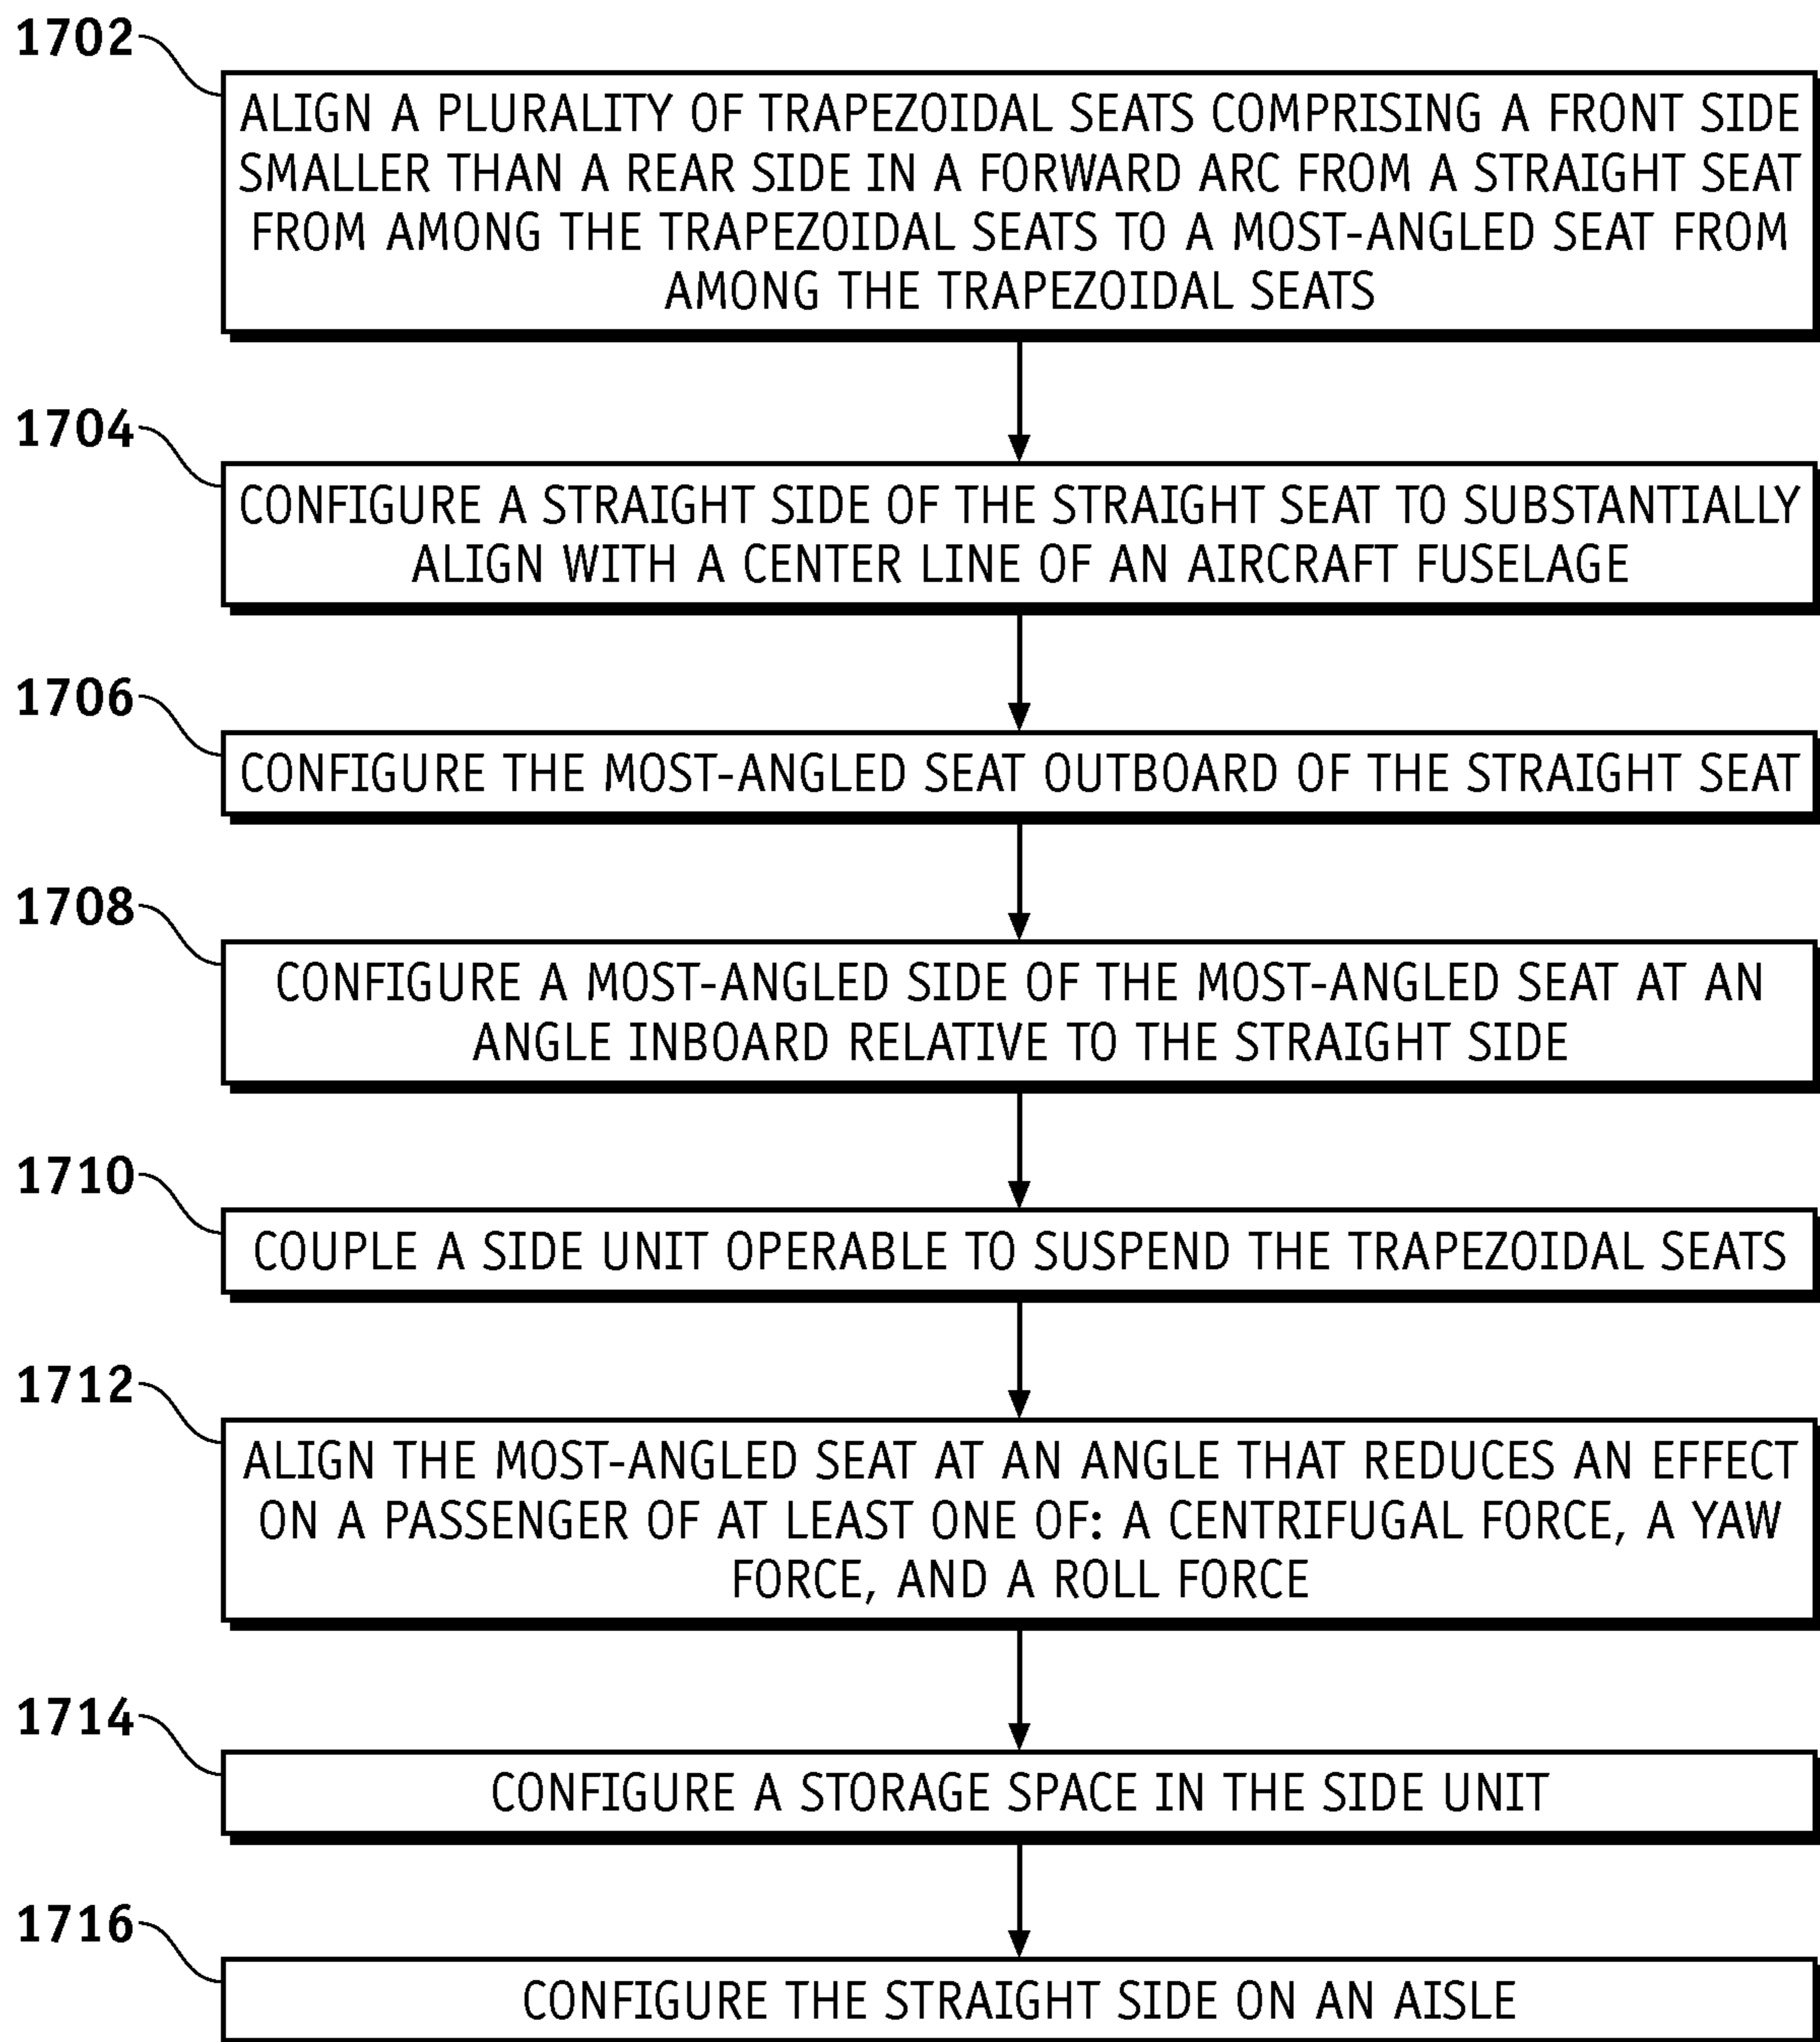 1702
ALIGN A PLURALITY OF TRAPEZOIDAL SEATS COMPRISING A FRONT SIDE
SMALLER THAN A REAR SIDE IN A FORWARD ARC FROM A STRAIGHT SEAT
FROM AMONG THE TRAPEZOIDAL SEATS TO A MOST-ANGLED SEAT FROM
AMONG THE TRAPEZOIDAL SEATS
1704
CONFIGURE A STRAIGHT SIDE OF THE STRAIGHT SEAT TO SUBSTANTIALLY
ALIGN WITH A CENTER LINE OF AN AIRCRAFT FUSELAGE
1706
CONFIGURE THE MOST-ANGLED SEAT OUTBOARD OF THE STRAIGHT SEAT
1708
CONFIGURE A MOST-ANGLED SIDE OF THE MOST-ANGLED SEAT AT AN
ANGLE INBOARD RELATIVE TO THE STRAIGHT SIDE
1710
COUPLE A SIDE UNIT OPERABLE TO SUSPEND THE TRAPEZOIDAL SEATS
1712
ALIGN THE MOST-ANGLED SEAT AT AN ANGLE THAT REDUCES AN EFFECT
ON A PASSENGER OF AT LEAST ONE OF: A CENTRIFUGAL FORCE, A YAW
FORCE, AND A ROLL FORCE
1714
CONFIGURE A STORAGE SPACE IN THE SIDE UNIT
1716
CONFIGURE THE STRAIGHT SIDE ON AN AISLE